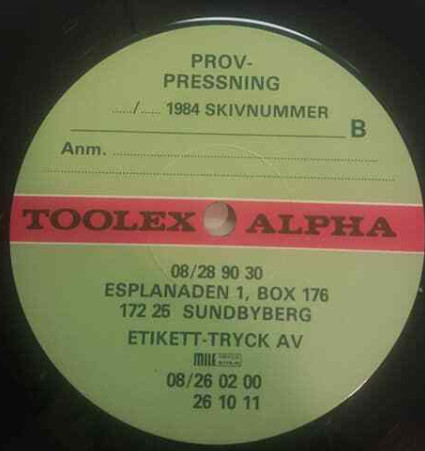 PROV-
PRESSNING
....../...... 1984 SKIVNUMMER
B
Anm.
TOOLEX ALPHA
08/28 90 30
ESPLANADEN 1, BOX 176
172 25 SUNDBYBERG
ETIKETT-TRYCK AV
MILE
08/26 02 00
26 10 11